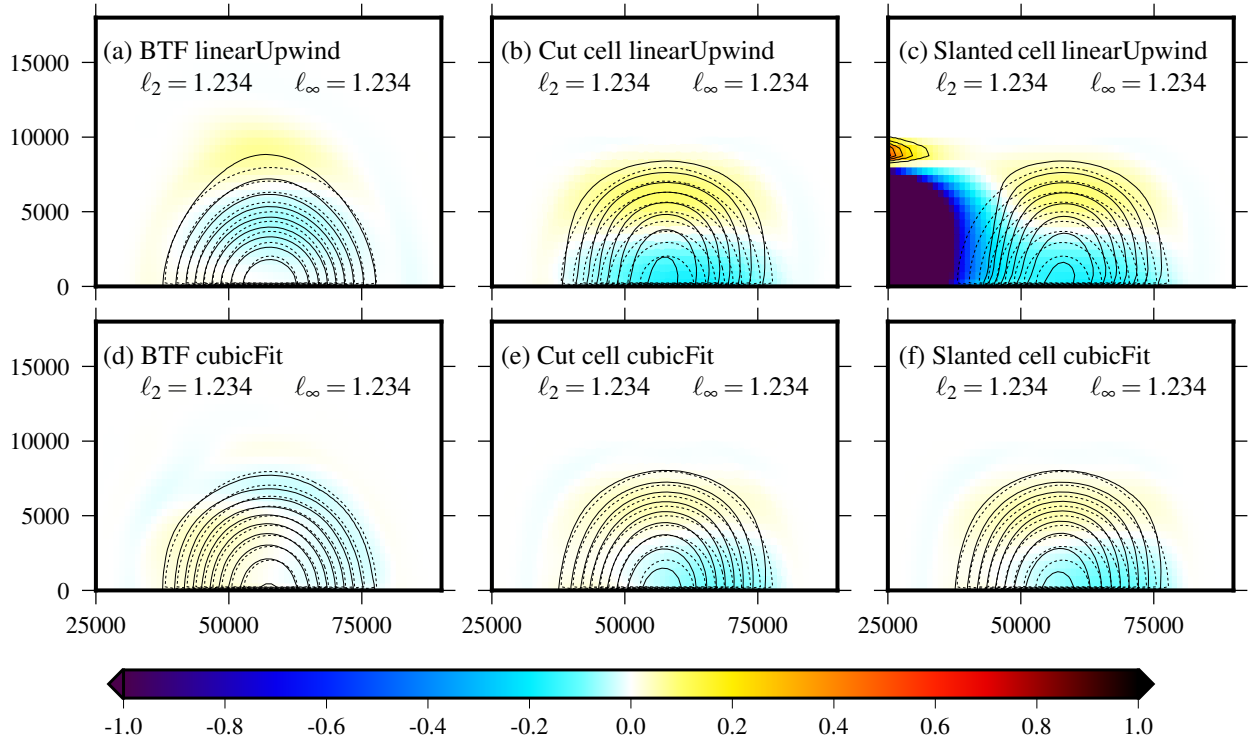 (a) BTF linearUpwind
ℓ₂ = 1.234 ℓ∞ = 1.234
(b) Cut cell linearUpwind
ℓ₂ = 1.234 ℓ∞ = 1.234
(c) Slanted cell linearUpwind
ℓ₂ = 1.234 ℓ∞ = 1.234
15000
10000
5000
0
(d) BTF cubicFit
ℓ₂ = 1.234 ℓ∞ = 1.234
(e) Cut cell cubicFit
ℓ₂ = 1.234 ℓ∞ = 1.234
(f) Slanted cell cubicFit
ℓ₂ = 1.234 ℓ∞ = 1.234
15000
10000
5000
0
25000 50000 75000 25000 50000 75000 25000 50000 75000
-1.0 -0.8 -0.6 -0.4 -0.2 0.0 0.2 0.4 0.6 0.8 1.0